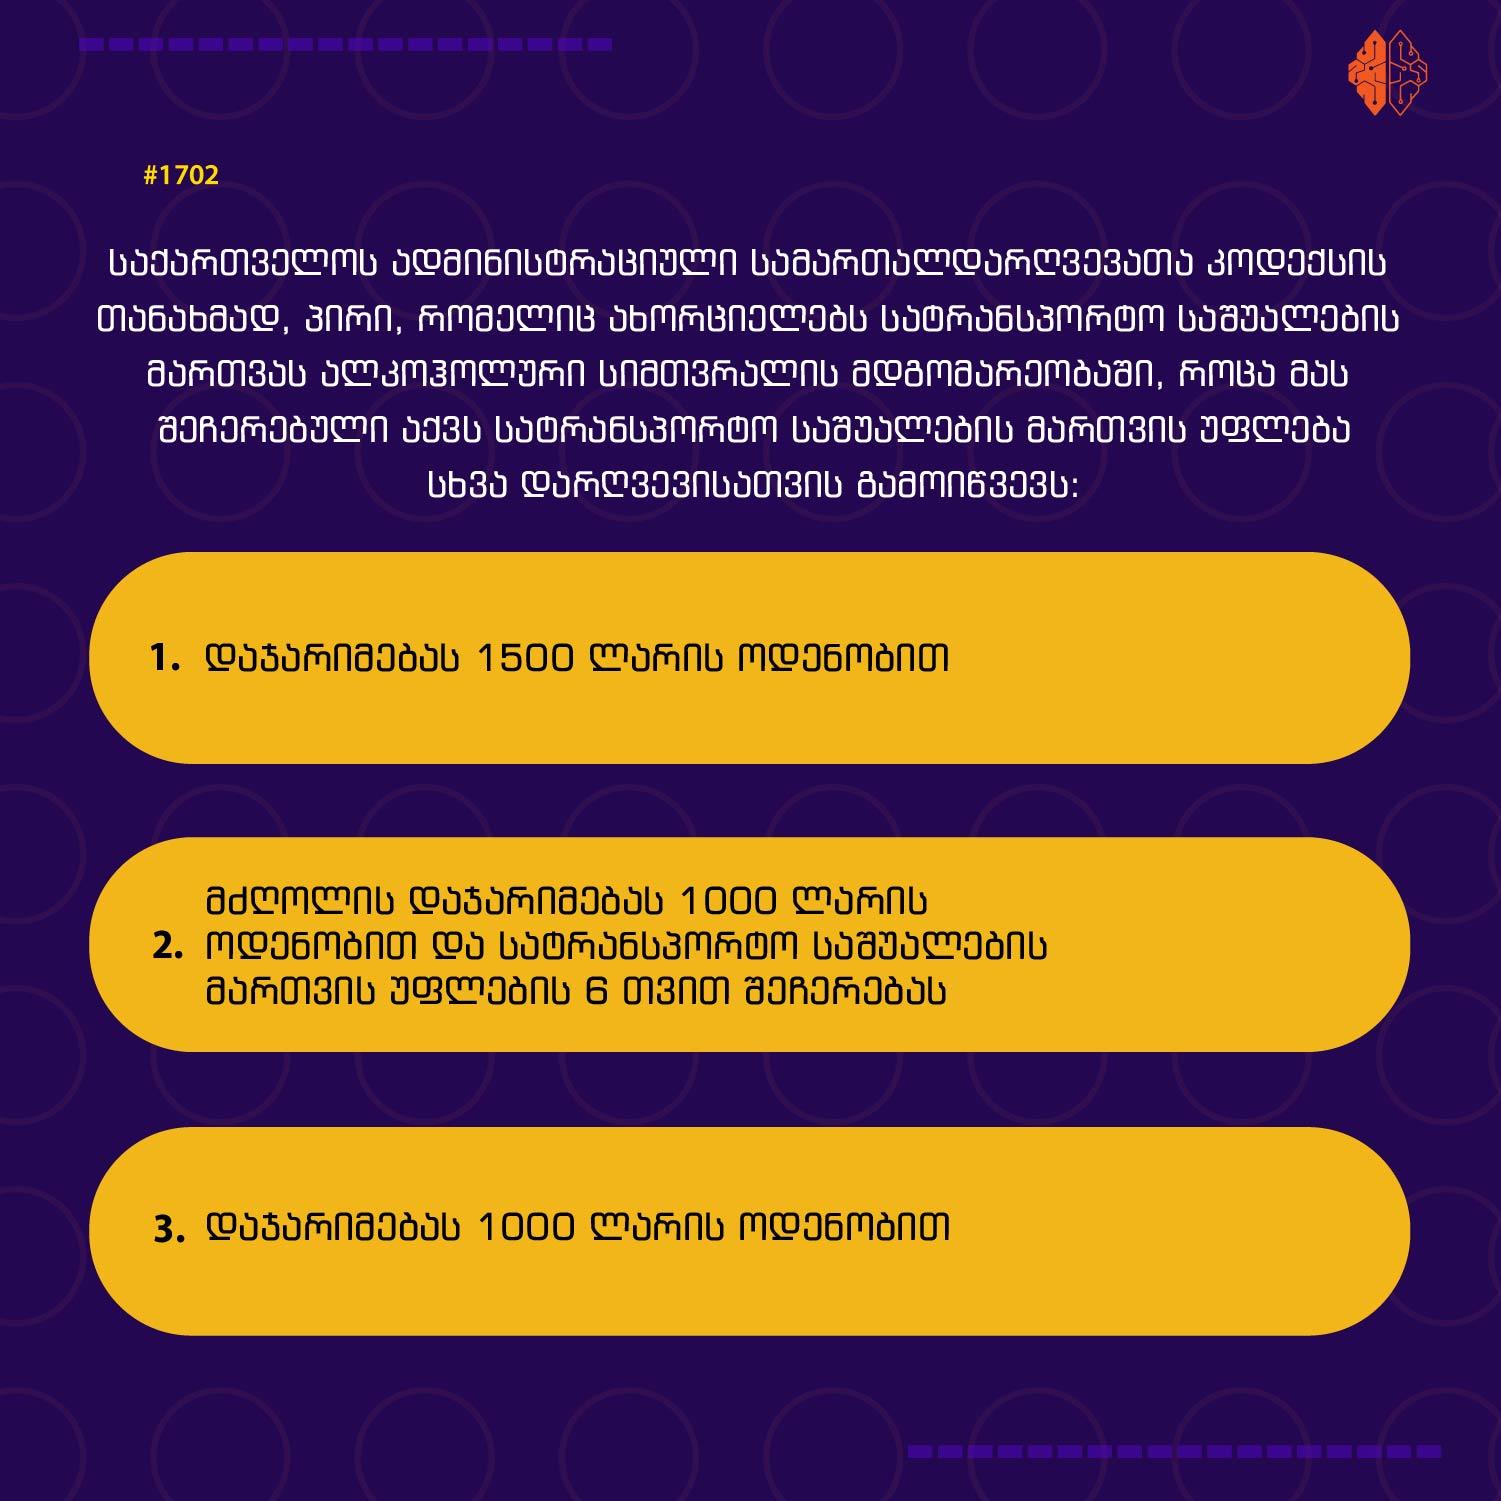 #1702
საქართველოს ადმინისტრაციული სამართალდარღვევათა კოდექსის
თანახმად, პირი, რომელიც ახორციელებს სატრანსპორტო საშუალების
მართვას ალკოჰოლური სიმთვრალის მდგომარეობაში, როცა მას
შეჩერებული აქვს სატრანსპორტო საშუალების მართვის უფლება
სხვა დარღვევისათვის გამოიწვევს:
1. დაჯარიმებას 1500 ლარის ოდენობით
მძღოლის დაჯარიმებას 1000 ლარის
2. ოდენობით და სატრანსპორტო საშუალების
მართვის უფლების 6 თვით შეჩერებას
3. დაჯარიმებას 1000 ლარის ოდენობით